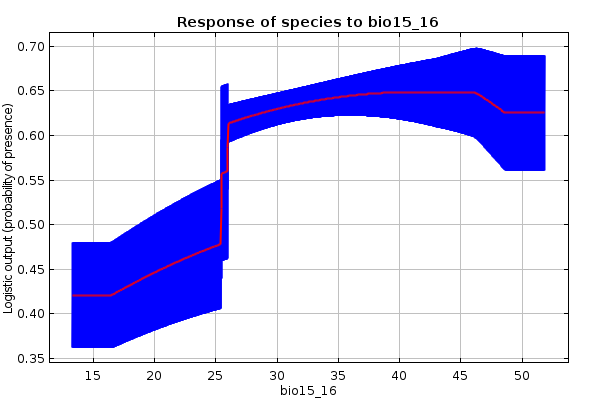 Response of species to bio15_16
Logistic output (probability of presence)
0.70
0.65
0.60
0.55
0.50
0.45
0.40
0.35
15 20 25 30 35 40 45 50
bio15_16